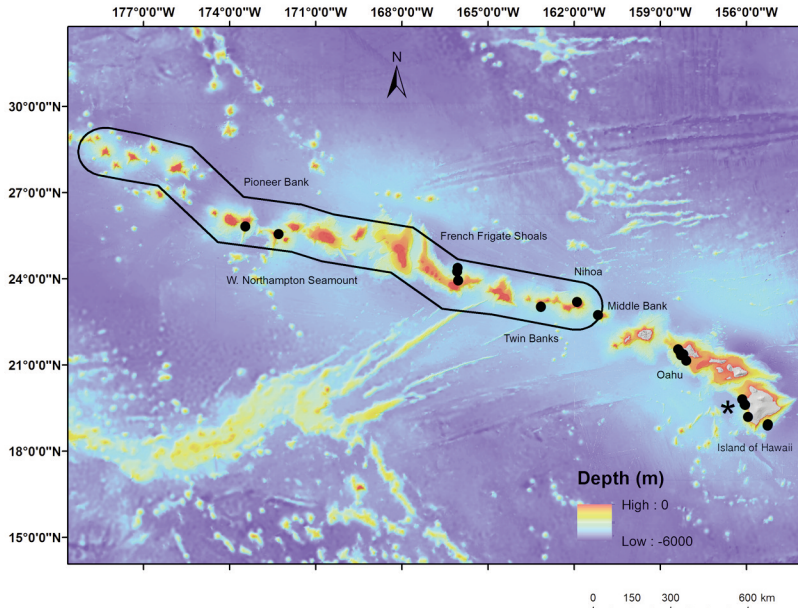 177°0'0"W 174°0'0"W 171°0'0"W 168°0'0"W 165°0'0"W 162°0'0"W 159°0'0"W 156°0'0"W
N
30°0'0"N
Pioneer Bank
27°0'0"N
French Frigate Shoals
Nihoa
W. Northampton Seamount
24°0'0"N
Middle Bank
Twin Banks
21°0'0"N
Oahu
*
18°0'0"N
Island of Hawaii
Depth (m)
High : 0
15°0'0"N
Low : -6000
0 150 300 600 km